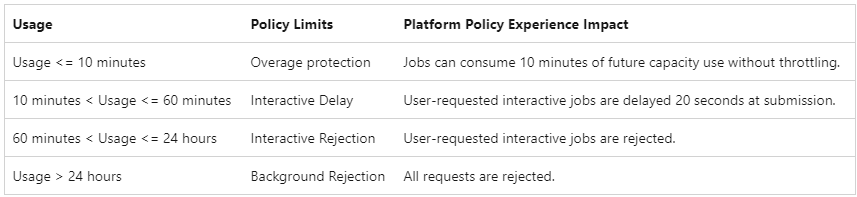 Usage Policy Limits Platform Policy Experience Impact
Usage <= 10 minutes Overage protection Jobs can consume 10 minutes of future capacity use without throttling.
10 minutes < Usage <= 60 minutes Interactive Delay User-requested interactive jobs are delayed 20 seconds at submission.
60 minutes < Usage <= 24 hours Interactive Rejection User-requested interactive jobs are rejected.
Usage > 24 hours Background Rejection All requests are rejected.